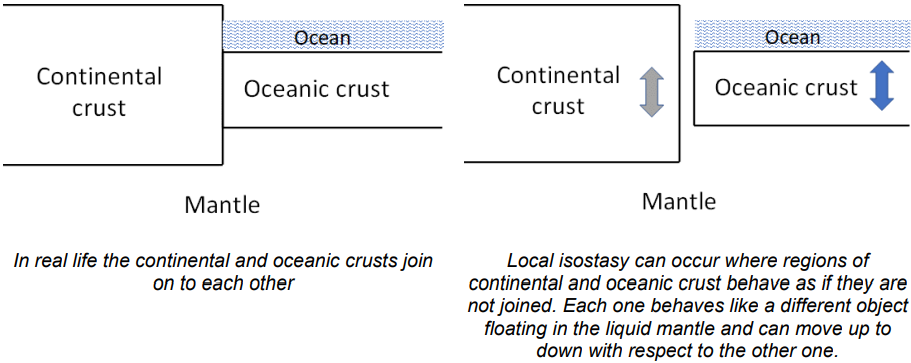 Ocean
Continental
crust
Oceanic crust
Mantle
In real life the continental and oceanic crusts join
on to each other
Ocean
Continental
crust
Oceanic crust
Mantle
Local isostasy can occur where regions of
continental and oceanic crust behave as if they are
not joined. Each one behaves like a different object
floating in the liquid mantle and can move up to
down with respect to the other one.